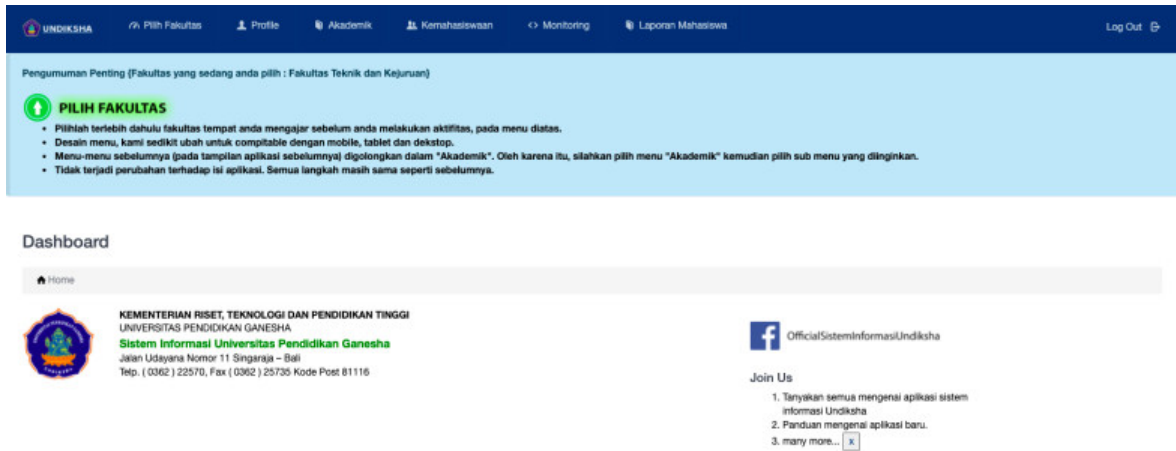 UNDIKSHA
Pilih Fakultas
Profile
Akademik
Kemahasiswaan
Monitoring
Laporan Mahasiswa
Log Out
Pengumuman Penting {Fakultas yang sedang anda pilih : Fakultas Teknik dan Kejuruan}
PILIH FAKULTAS
• Pilihlah terlebih dahulu fakultas tempat anda mengajar sebelum anda melakukan aktifitas, pada menu diatas.
• Desain menu, kami sedikit ubah untuk compitable dengan mobile, tablet dan dekstop.
• Menu-menu sebelumnya (pada tampilan aplikasi sebelumnya) digolongkan dalam "Akademik". Oleh karena itu, silahkan pilih menu "Akademik" kemudian pilih sub menu yang diinginkan.
• Tidak terjadi perubahan terhadap isi aplikasi. Semua langkah masih sama seperti sebelumnya.
Dashboard
Home
KEMENTERIAN RISET, TEKNOLOGI DAN PENDIDIKAN TINGGI
UNIVERSITAS PENDIDIKAN GANESHA
Sistem Informasi Universitas Pendidikan Ganesha
Jalan Udayana Nomor 11 Singaraja – Bali
Telp. ( 0362 ) 22570, Fax ( 0362 ) 25735 Kode Post 81116
OfficialSistemInformasiUndiksha
Join Us
1. Tanyakan semua mengenai aplikasi sistem
informasi Undiksha
2. Panduan mengenai aplikasi baru.
3. many more... x